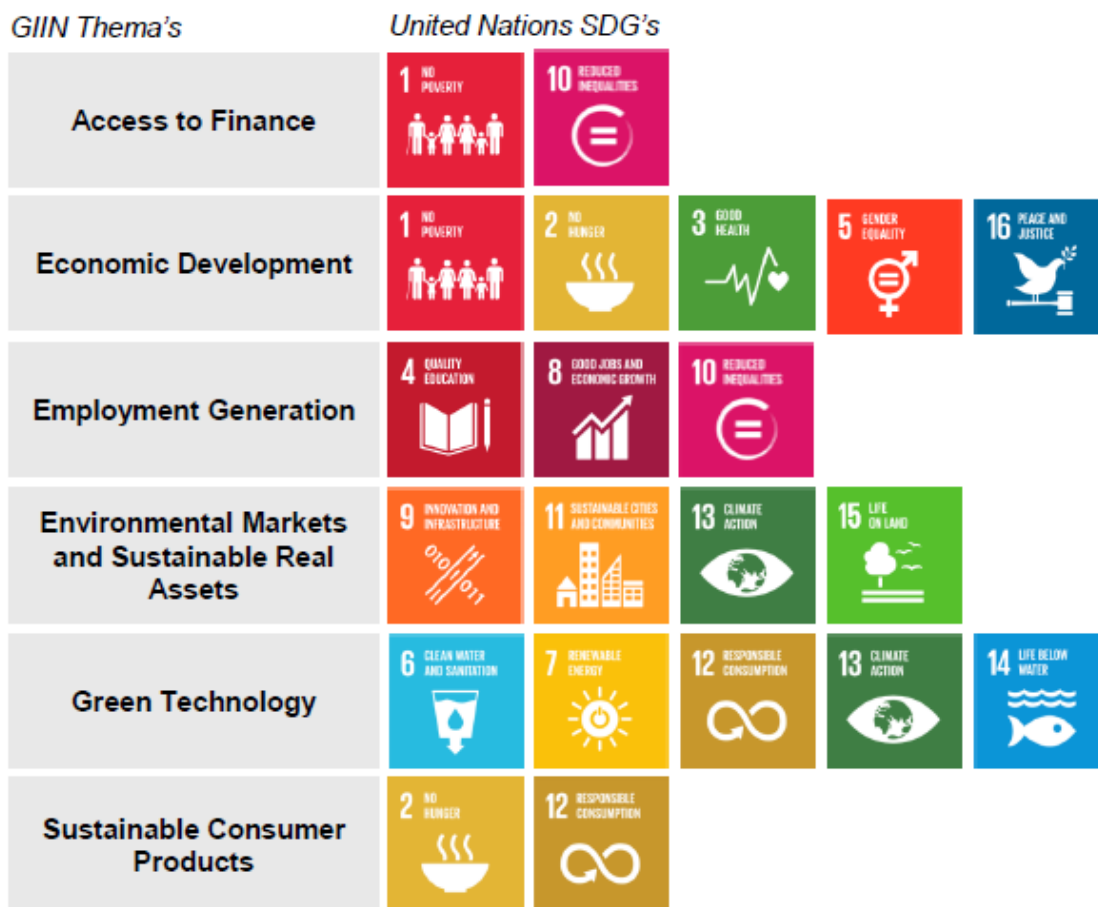 GIIN Thema's
United Nations SDG's
Access to Finance
1 NO
POVERTY
10 REDUCED
INEQUALITIES
Economic Development
1 NO
POVERTY
2 NO
HUNGER
3 GOOD
HEALTH
5 GENDER
EQUALITY
16 PEACE AND
JUSTICE
Employment Generation
4 QUALITY
EDUCATION
8 GOOD JOBS AND
ECONOMIC GROWTH
10 REDUCED
INEQUALITIES
Environmental Markets
and Sustainable Real
Assets
9 INNOVATION AND
INFRASTRUCTURE
010
011
11 SUSTAINABLE CITIES
AND COMMUNITIES
13 CLIMATE
ACTION
15 LIFE
ON LAND
Green Technology
6 CLEAN WATER
AND SANITATION
7 RENEWABLE
ENERGY
12 RESPONSIBLE
CONSUMPTION
13 CLIMATE
ACTION
14 LIFE BELOW
WATER
Sustainable Consumer
Products
2 NO
HUNGER
12 RESPONSIBLE
CONSUMPTION